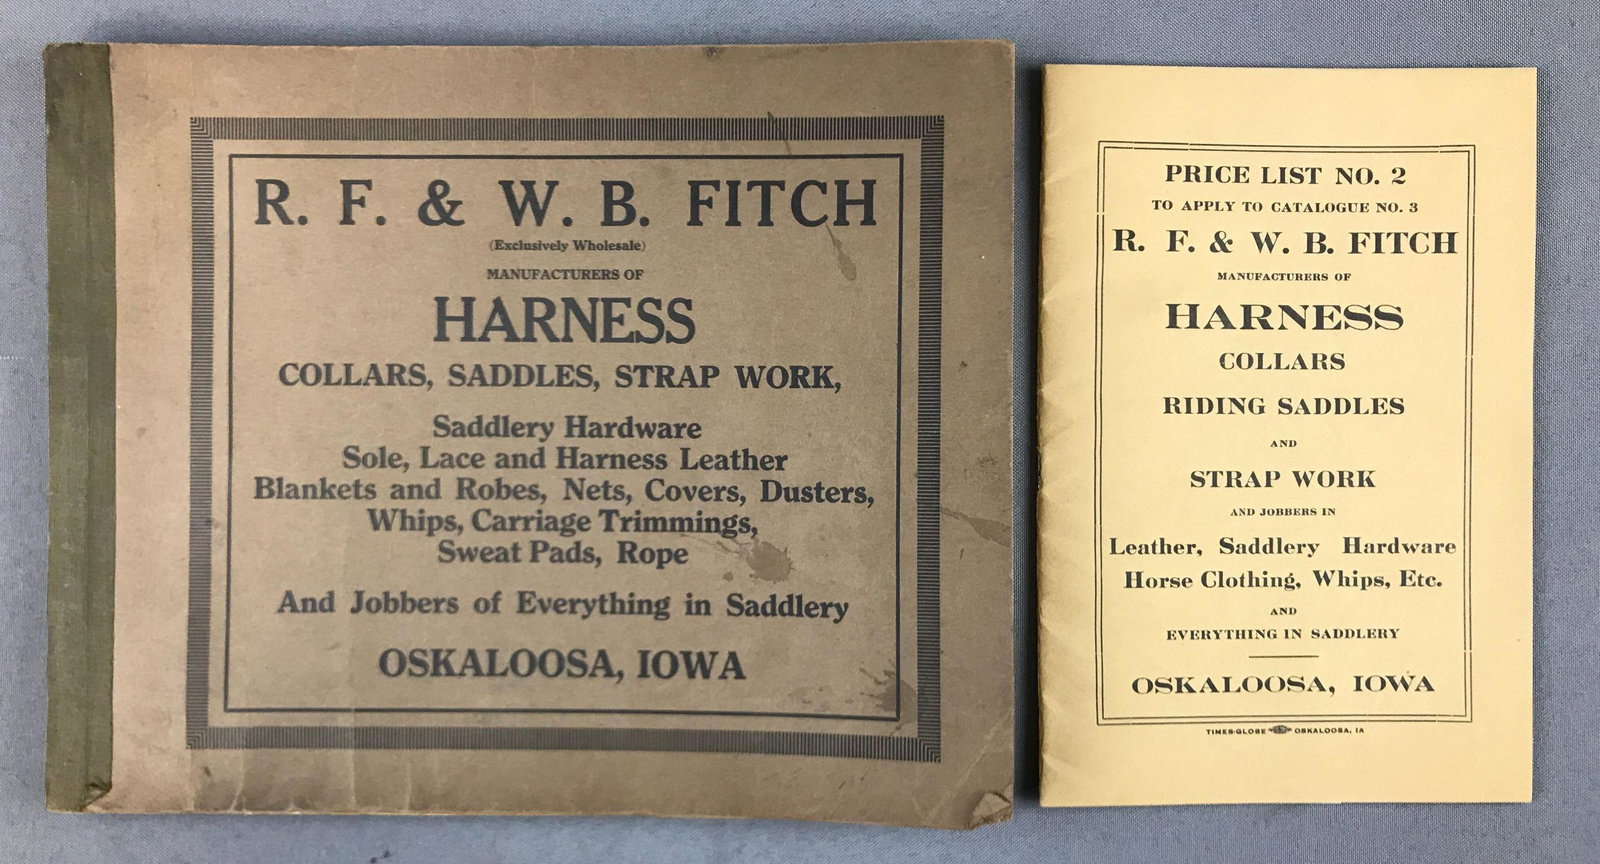 R. F. & W. B. FITCH
(Exclusively Wholesale)
MANUFACTURERS OF
HARNESS
COLLARS, SADDLES, STRAP WORK,
Saddlery Hardware
Sole, Lace and Harness Leather
Blankets and Robes, Nets, Covers, Dusters,
Whips, Carriage Trimmings,
Sweat Pads, Rope
And Jobbers of Everything in Saddlery
OSKALOOSA, IOWA
PRICE LIST NO. 2
TO APPLY TO CATALOGUE NO. 3
R. F. & W. B. FITCH
MANUFACTURERS OF
HARNESS
COLLARS
RIDING SADDLES
AND
STRAP WORK
AND JOBBERS IN
Leather, Saddlery Hardware
Horse Clothing, Whips, Etc.
AND
EVERYTHING IN SADDLERY
OSKALOOSA, IOWA
TIMES-GLOBE OSKALOOSA, IA